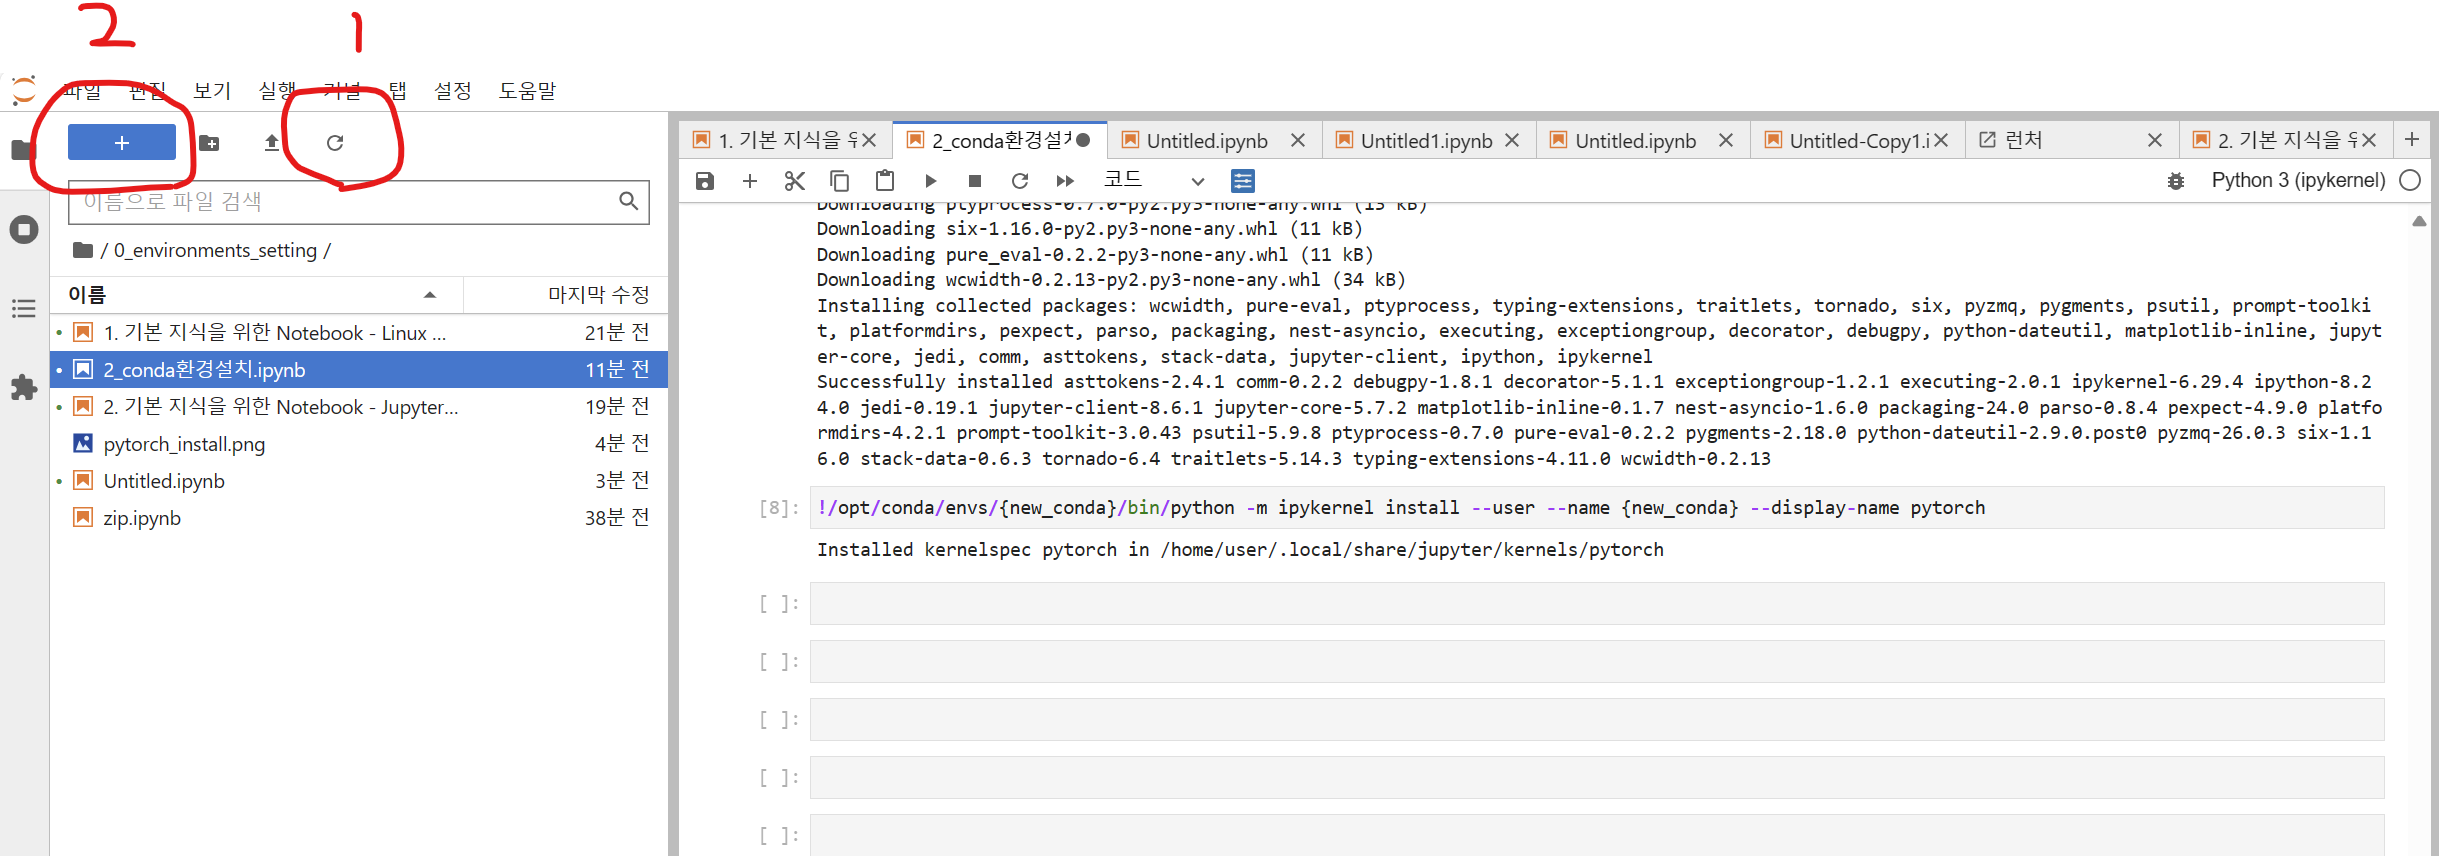 2 1
파일 편집 보기 실행 커널 탭 설정 도움말
이름으로 파일 검색
/ 0_environments_setting /
이름 마지막 수정
1. 기본 지식을 위한 Notebook - Linux ... 21분 전
2_conda환경설치.ipynb 11분 전
2. 기본 지식을 위한 Notebook - Jupyter... 19분 전
pytorch_install.png 4분 전
Untitled.ipynb 3분 전
zip.ipynb 38분 전
1. 기본 지식을 위 2_conda환경설치 Untitled.ipynb Untitled1.ipynb Untitled.ipynb Untitled-Copy1.i 런처 2. 기본 지식을 위
코드 Python 3 (ipykernel)
Downloading ptyprocess-0.7.0-py2.py3-none-any.whl (13 kB)
Downloading six-1.16.0-py2.py3-none-any.whl (11 kB)
Downloading pure_eval-0.2.2-py3-none-any.whl (11 kB)
Downloading wcwidth-0.2.13-py2.py3-none-any.whl (34 kB)
Installing collected packages: wcwidth, pure-eval, ptyprocess, typing-extensions, traitlets, tornado, six, pyzmq, pygments, psutil, prompt-toolki
t, platformdirs, pexpect, parso, packaging, nest-asyncio, executing, exceptiongroup, decorator, debugpy, python-dateutil, matplotlib-inline, jupyt
er-core, jedi, comm, asttokens, stack-data, jupyter-client, ipython, ipykernel
Successfully installed asttokens-2.4.1 comm-0.2.2 debugpy-1.8.1 decorator-5.1.1 exceptiongroup-1.2.1 executing-2.0.1 ipykernel-6.29.4 ipython-8.2
4.0 jedi-0.19.1 jupyter-client-8.6.1 jupyter-core-5.7.2 matplotlib-inline-0.1.7 nest-asyncio-1.6.0 packaging-24.0 parso-0.8.4 pexpect-4.9.0 platfo
rmdirs-4.2.1 prompt-toolkit-3.0.43 psutil-5.9.8 ptyprocess-0.7.0 pure-eval-0.2.2 pygments-2.18.0 python-dateutil-2.9.0.post0 pyzmq-26.0.3 six-1.1
6.0 stack-data-0.6.3 tornado-6.4 traitlets-5.14.3 typing-extensions-4.11.0 wcwidth-0.2.13
[8]: !/opt/conda/envs/{new_conda}/bin/python -m ipykernel install --user --name {new_conda} --display-name pytorch
Installed kernelspec pytorch in /home/user/.local/share/jupyter/kernels/pytorch
[ ]:
[ ]:
[ ]:
[ ]:
[ ]: